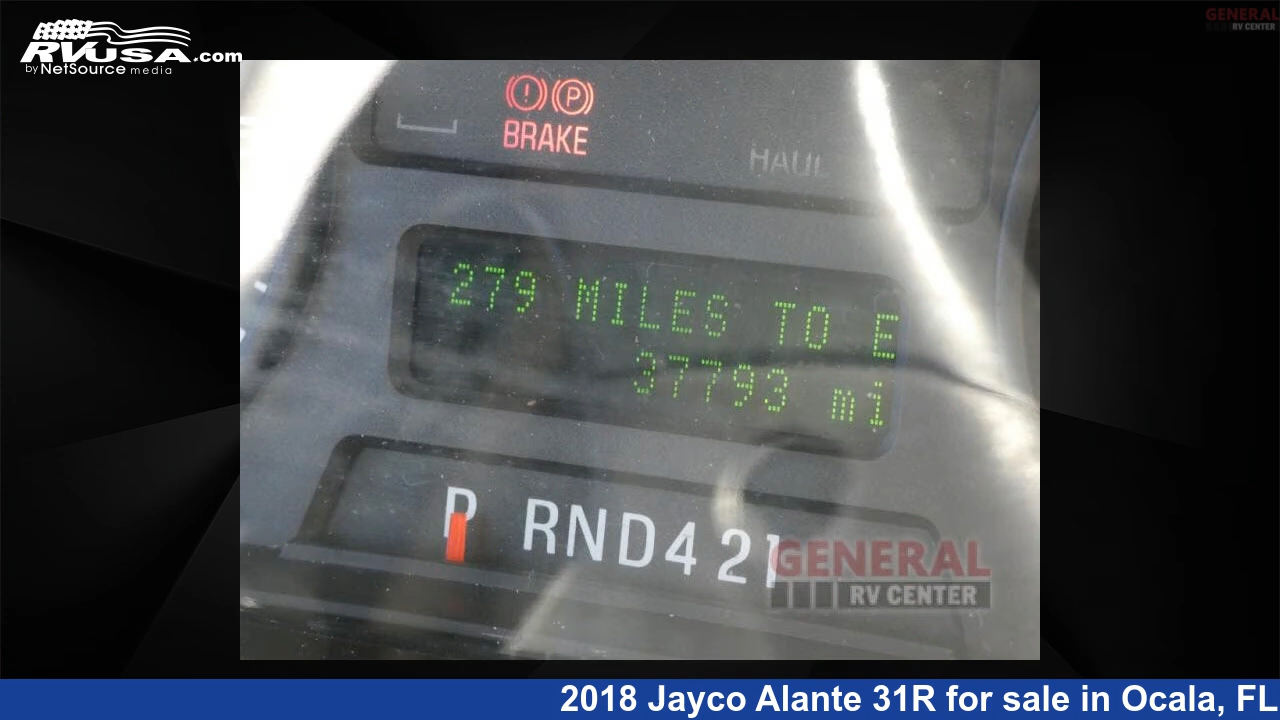 RVUSA.com
by NetSource media
GENERAL
RV CENTER
BRAKE
HAUL
279 MILES TO E
37793 mi
P RND421
GENERAL
RV CENTER
2018 Jayco Alante 31R for sale in Ocala, FL